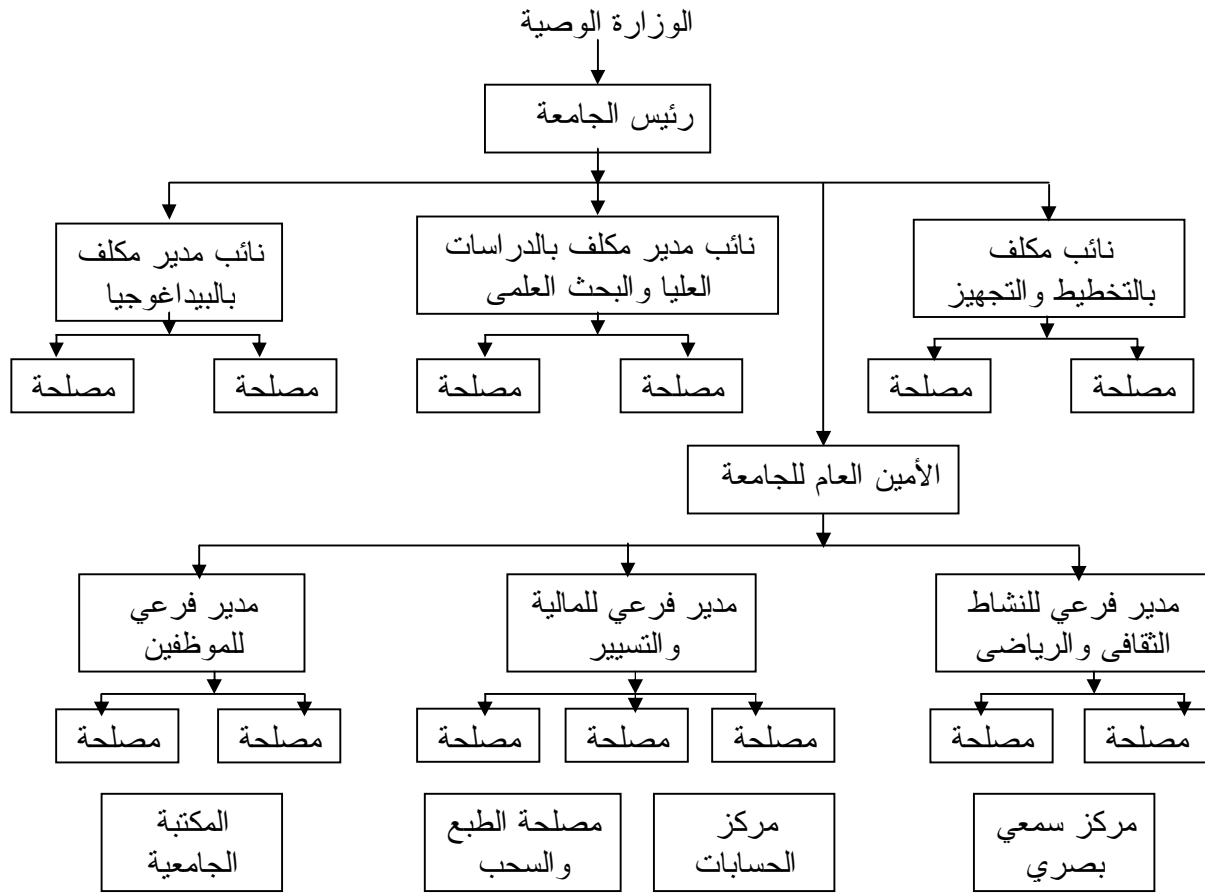 الوزارة الوصية
رئيس الجامعة
نائب مكلف
بالتخطيط والتجهيز
نائب مدير مكلف بالدراسات
العليا والبحث العلمى
نائب مدير مكلف
بالبيداغوجيا
مصلحة
مصلحة
مصلحة
مصلحة
مصلحة
مصلحة
الأمين العام للجامعة
مدير فرعي للنشاط
الثقافى والرياضى
مدير فرعي للمالية
والتسيير
مدير فرعي
للموظفين
مصلحة
مصلحة
مصلحة
مصلحة
مصلحة
مصلحة
مصلحة
مركز سمعي
بصري
مركز
الحسابات
مصلحة الطبع
والسحب
المكتبة
الجامعية